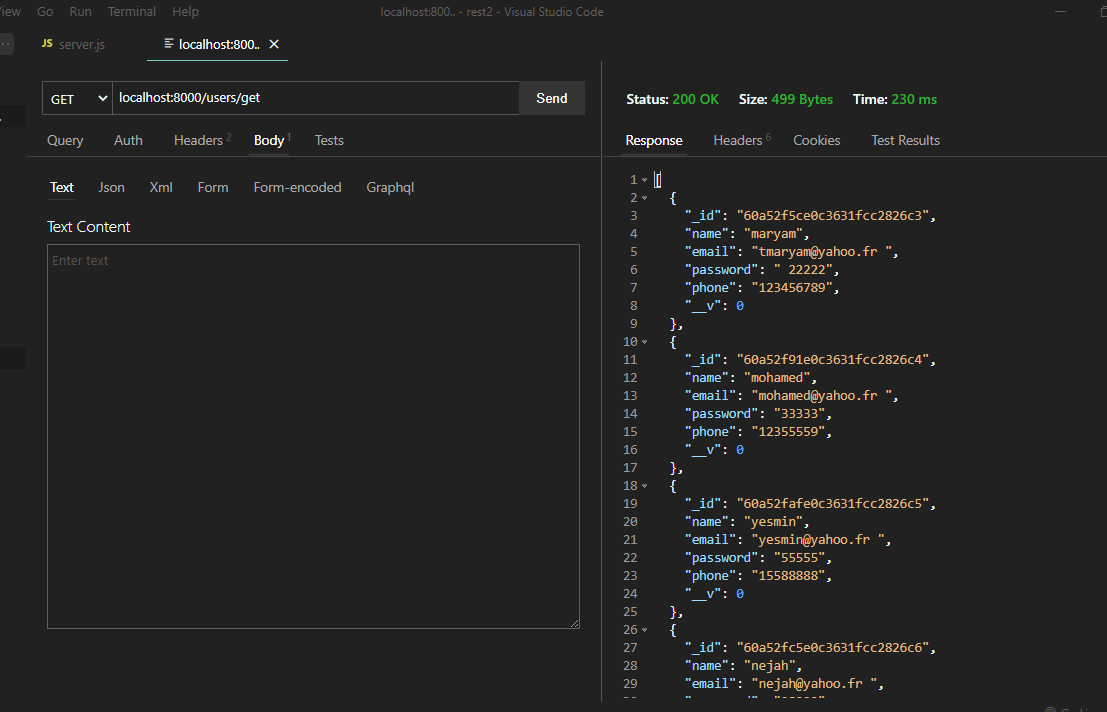 View Go Run Terminal Help localhost:800.. - rest2 - Visual Studio Code
JS server.js localhost:800..
GET localhost:8000/users/get Send
Status: 200 OK Size: 499 Bytes Time: 230 ms
Query Auth Headers 2 Body 1 Tests
Response Headers 6 Cookies Test Results
Text Json Xml Form Form-encoded Graphql
Text Content
Enter text
1 [
2 {
3 "_id": "60a52f5ce0c3631fcc2826c3",
4 "name": "maryam",
5 "email": "tmaryam@yahoo.fr ",
6 "password": " 22222",
7 "phone": "123456789",
8 "__v": 0
9 },
10 {
11 "_id": "60a52f91e0c3631fcc2826c4",
12 "name": "mohamed",
13 "email": "mohamed@yahoo.fr ",
14 "password": "33333",
15 "phone": "12355559",
16 "__v": 0
17 },
18 {
19 "_id": "60a52fafe0c3631fcc2826c5",
20 "name": "yesmin",
21 "email": "yesmin@yahoo.fr ",
22 "password": "55555",
23 "phone": "15588888",
24 "__v": 0
25 },
26 {
27 "_id": "60a52fc5e0c3631fcc2826c6",
28 "name": "nejah",
29 "email": "nejah@yahoo.fr ",